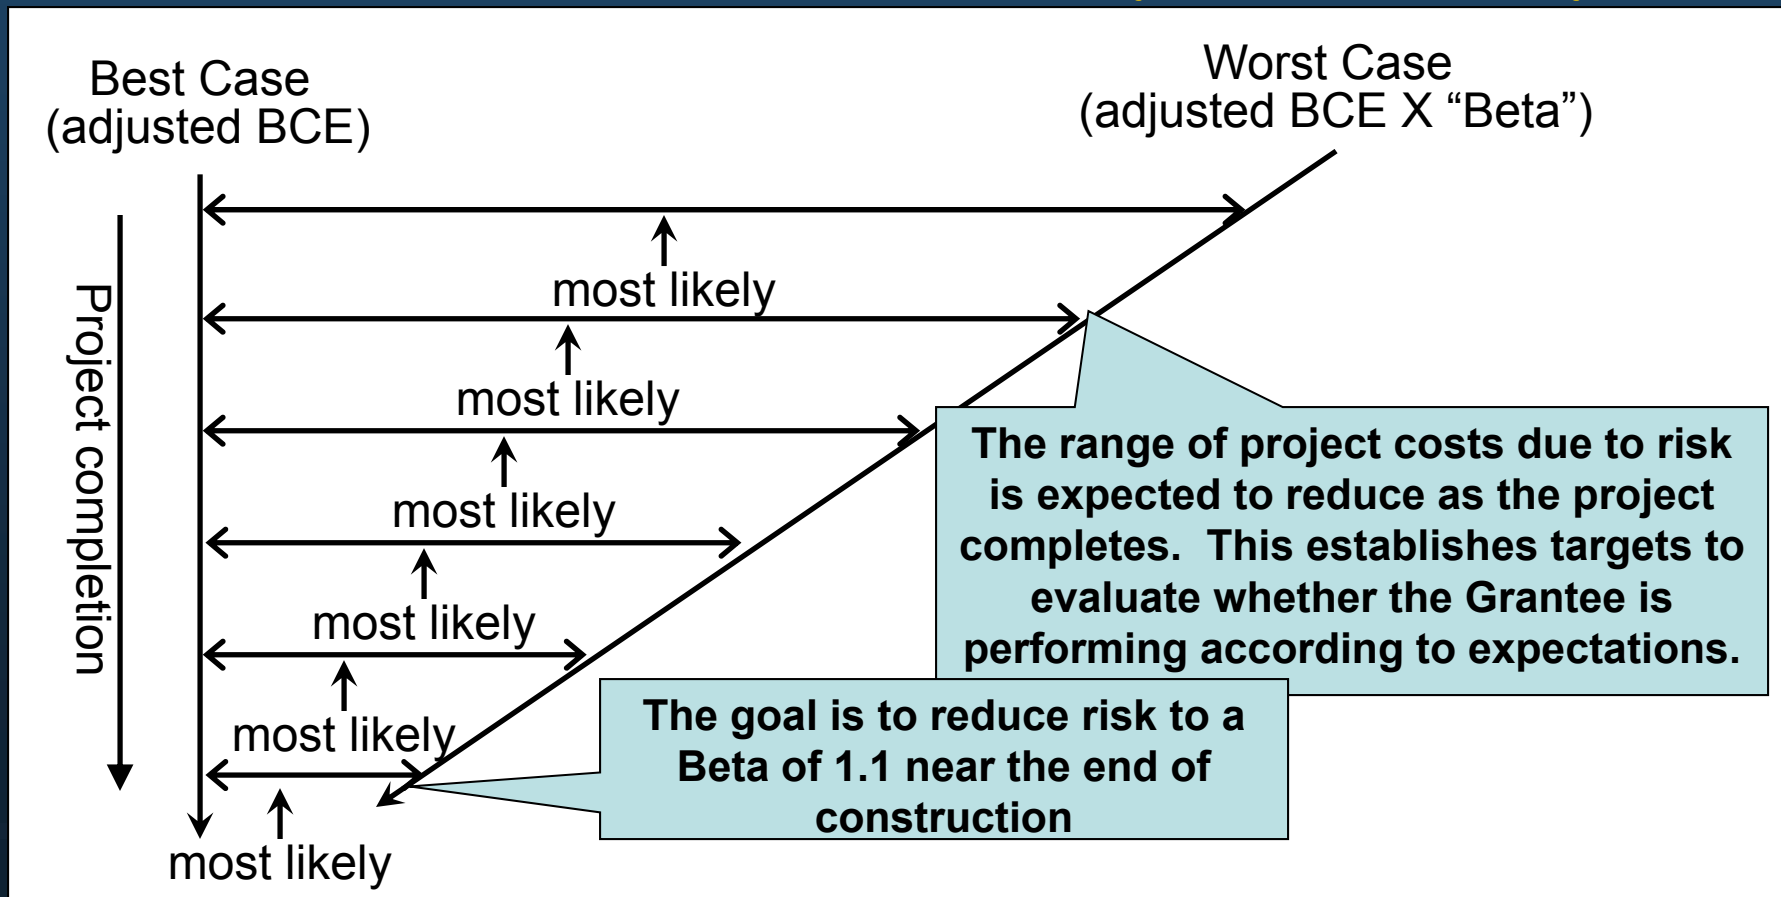 Best Case
(adjusted BCE)
Worst Case
(adjusted BCE X “Beta”)
Project completion
most likely
most likely
most likely
most likely
most likely
most likely
The range of project costs due to risk
is expected to reduce as the project
completes.  This establishes targets to
evaluate whether the Grantee is
performing according to expectations.
The goal is to reduce risk to a
Beta of 1.1 near the end of
construction